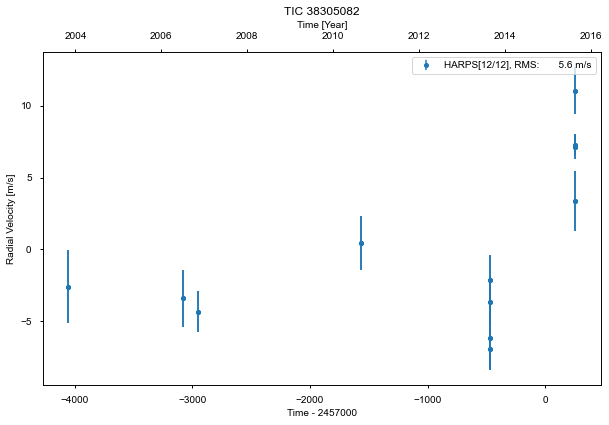 TIC 38305082
Time [Year]
2004 2006 2008 2010 2012 2014 2016
HARPS[12/12], RMS: 5.6 m/s
10
5
0
−5
Radial Velocity [m/s]
−4000 −3000 −2000 −1000 0
Time - 2457000